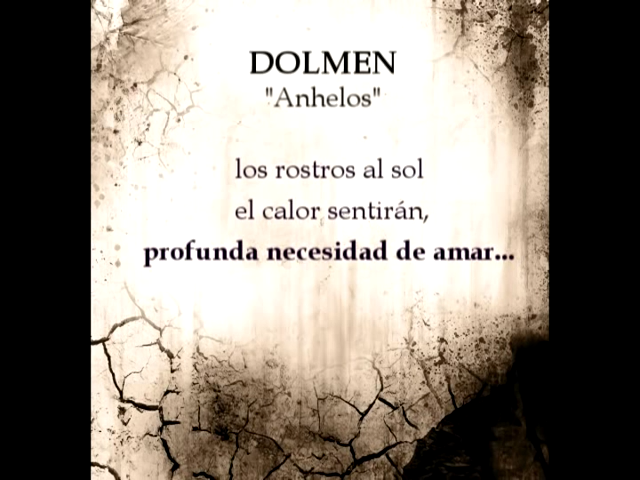 DOLMEN
"Anhelos"
los rostros al sol
el calor sentirán,
profunda necesidad de amar...